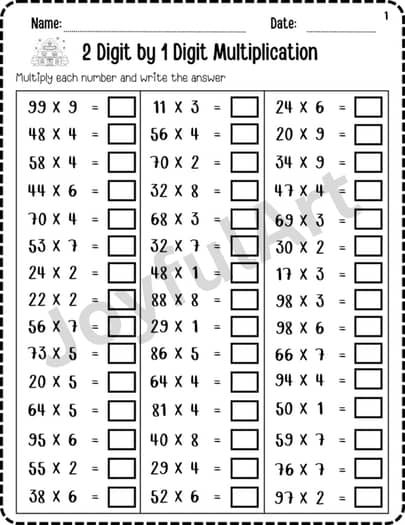 1
Name: Date:
2 Digit by 1 Digit Multiplication
Multiply each number and write the answer
99 X 9 = 11 X 3 = 24 X 6 =
48 X 4 = 56 X 4 = 20 X 9 =
58 X 4 = 70 X 2 = 34 X 9 =
44 X 6 = 32 X 8 = 47 X 4 =
70 X 4 = 68 X 3 = 69 X 3 =
53 X 7 = 32 X 7 = 30 X 2 =
24 X 2 = 48 X 1 = 17 X 3 =
22 X 2 = 88 X 8 = 98 X 3 =
56 X 7 = 29 X 1 = 98 X 6 =
73 X 5 = 86 X 5 = 66 X 7 =
20 X 5 = 64 X 4 = 94 X 4 =
64 X 5 = 81 X 4 = 50 X 1 =
95 X 6 = 40 X 8 = 59 X 7 =
55 X 2 = 29 X 4 = 76 X 7 =
38 X 6 = 52 X 6 = 97 X 2 =
JoyfulArt